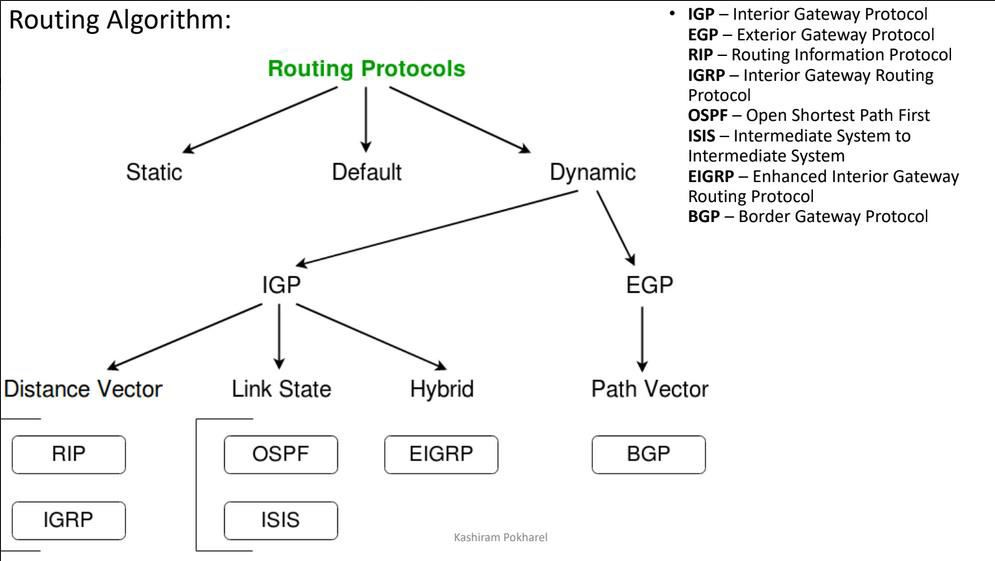 Routing Algorithm:
• IGP – Interior Gateway Protocol
EGP – Exterior Gateway Protocol
RIP – Routing Information Protocol
IGRP – Interior Gateway Routing
Protocol
OSPF – Open Shortest Path First
ISIS – Intermediate System to
Intermediate System
EIGRP – Enhanced Interior Gateway
Routing Protocol
BGP – Border Gateway Protocol
Routing Protocols
Static Default Dynamic
IGP EGP
Distance Vector Link State Hybrid Path Vector
RIP OSPF EIGRP BGP
IGRP ISIS
Kashiram Pokharel